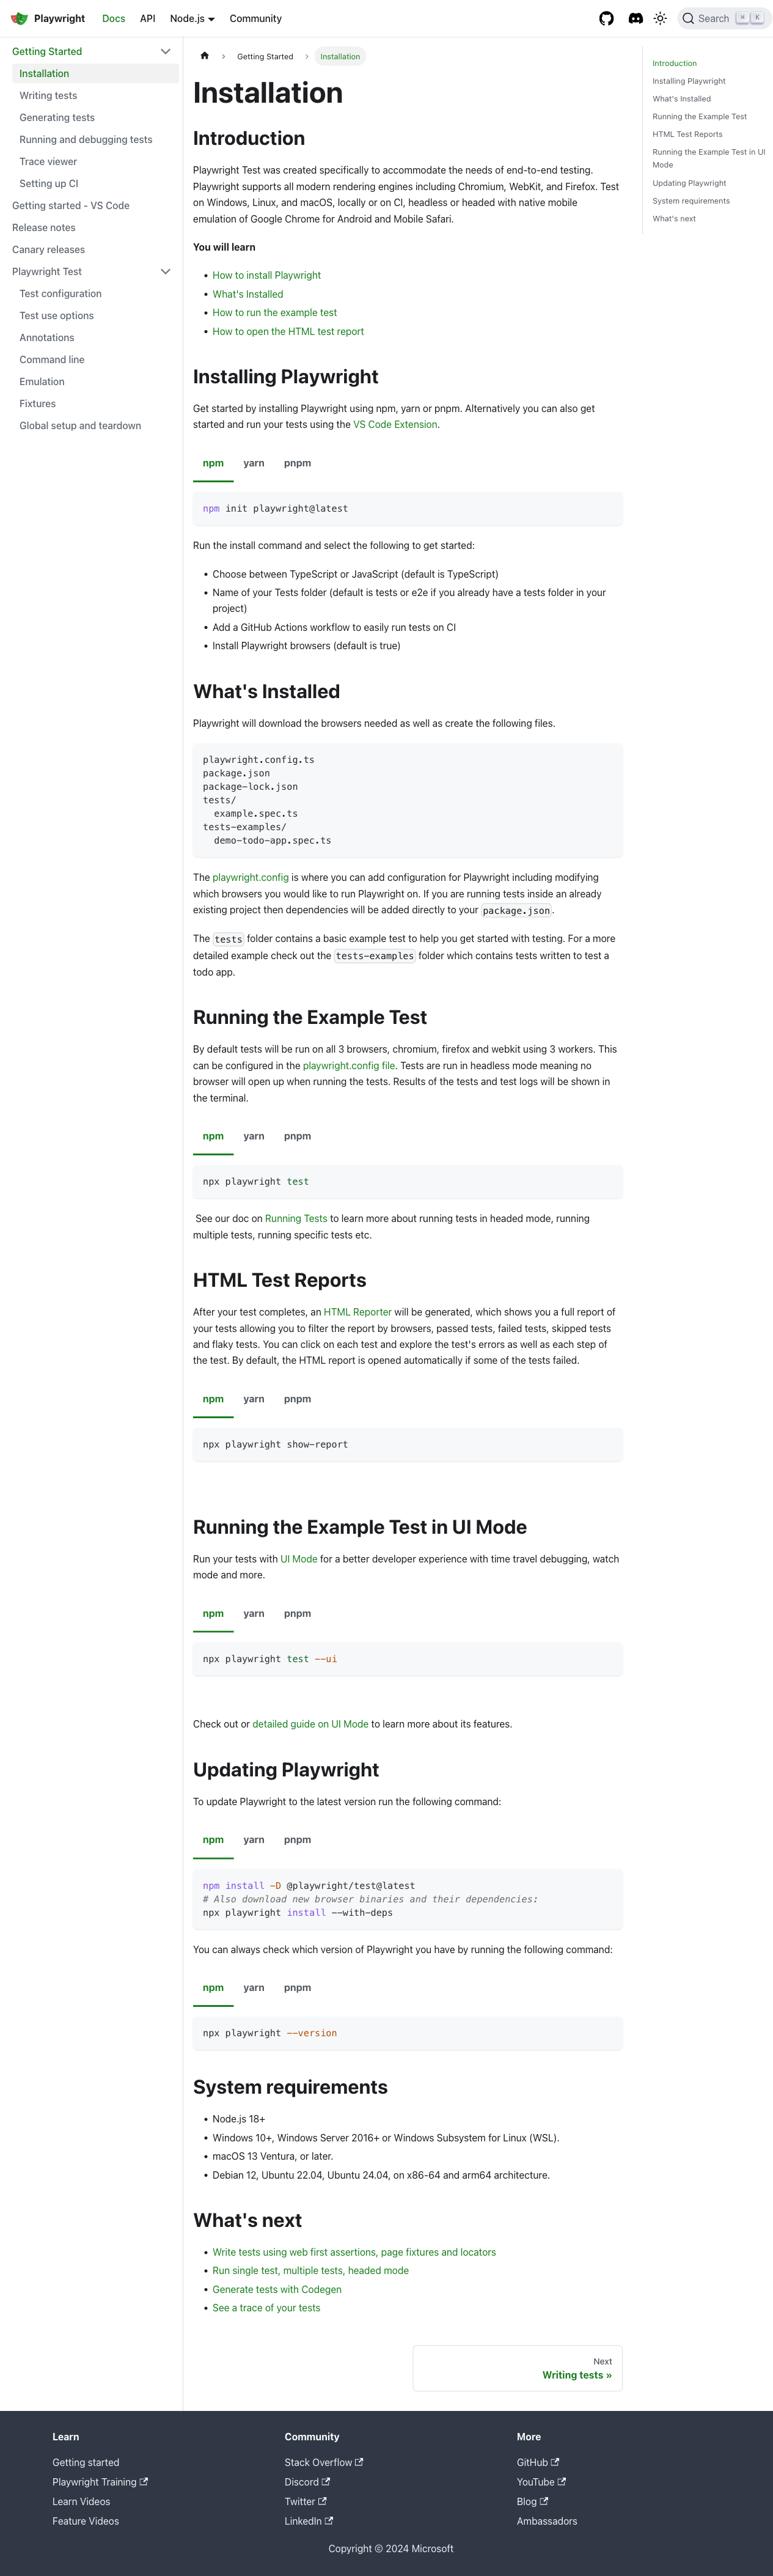 Playwright Docs API Node.js Community Search ⌘ K
Getting Started
Installation
Writing tests
Generating tests
Running and debugging tests
Trace viewer
Setting up CI
Getting started - VS Code
Release notes
Canary releases
Playwright Test
Test configuration
Test use options
Annotations
Command line
Emulation
Fixtures
Global setup and teardown
Getting Started Installation
Installation
Introduction
Playwright Test was created specifically to accommodate the needs of end-to-end testing.
Playwright supports all modern rendering engines including Chromium, WebKit, and Firefox. Test
on Windows, Linux, and macOS, locally or on CI, headless or headed with native mobile
emulation of Google Chrome for Android and Mobile Safari.
You will learn
• How to install Playwright
• What's Installed
• How to run the example test
• How to open the HTML test report
Installing Playwright
Get started by installing Playwright using npm, yarn or pnpm. Alternatively you can also get
started and run your tests using the VS Code Extension.
npm yarn pnpm
npm init playwright@latest
Run the install command and select the following to get started:
• Choose between TypeScript or JavaScript (default is TypeScript)
• Name of your Tests folder (default is tests or e2e if you already have a tests folder in your
project)
• Add a GitHub Actions workflow to easily run tests on CI
• Install Playwright browsers (default is true)
What's Installed
Playwright will download the browsers needed as well as create the following files.
playwright.config.ts
package.json
package-lock.json
tests/
  example.spec.ts
tests-examples/
  demo-todo-app.spec.ts
The playwright.config is where you can add configuration for Playwright including modifying
which browsers you would like to run Playwright on. If you are running tests inside an already
existing project then dependencies will be added directly to your package.json.
The tests folder contains a basic example test to help you get started with testing. For a more
detailed example check out the tests-examples folder which contains tests written to test a
todo app.
Running the Example Test
By default tests will be run on all 3 browsers, chromium, firefox and webkit using 3 workers. This
can be configured in the playwright.config file. Tests are run in headless mode meaning no
browser will open up when running the tests. Results of the tests and test logs will be shown in
the terminal.
npm yarn pnpm
npx playwright test
See our doc on Running Tests to learn more about running tests in headed mode, running
multiple tests, running specific tests etc.
HTML Test Reports
After your test completes, an HTML Reporter will be generated, which shows you a full report of
your tests allowing you to filter the report by browsers, passed tests, failed tests, skipped tests
and flaky tests. You can click on each test and explore the test's errors as well as each step of
the test. By default, the HTML report is opened automatically if some of the tests failed.
npm yarn pnpm
npx playwright show-report
Running the Example Test in UI Mode
Run your tests with UI Mode for a better developer experience with time travel debugging, watch
mode and more.
npm yarn pnpm
npx playwright test --ui
Check out or detailed guide on UI Mode to learn more about its features.
Updating Playwright
To update Playwright to the latest version run the following command:
npm yarn pnpm
npm install -D @playwright/test@latest
# Also download new browser binaries and their dependencies:
npx playwright install --with-deps
You can always check which version of Playwright you have by running the following command:
npm yarn pnpm
npx playwright --version
System requirements
• Node.js 18+
• Windows 10+, Windows Server 2016+ or Windows Subsystem for Linux (WSL).
• macOS 13 Ventura, or later.
• Debian 12, Ubuntu 22.04, Ubuntu 24.04, on x86-64 and arm64 architecture.
What's next
• Write tests using web first assertions, page fixtures and locators
• Run single test, multiple tests, headed mode
• Generate tests with Codegen
• See a trace of your tests
Next
Writing tests »
Introduction
Installing Playwright
What's Installed
Running the Example Test
HTML Test Reports
Running the Example Test in UI
Mode
Updating Playwright
System requirements
What's next
Learn
Getting started
Playwright Training
Learn Videos
Feature Videos
Community
Stack Overflow
Discord
Twitter
LinkedIn
More
GitHub
YouTube
Blog
Ambassadors
Copyright © 2024 Microsoft